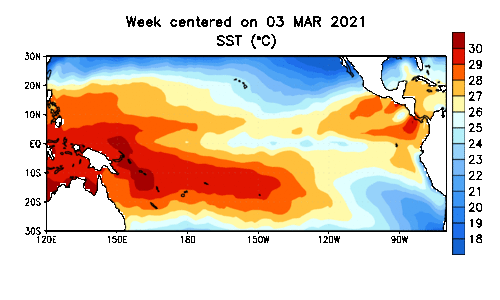 Week centered on 03 MAR 2021
SST (°C)
30N
20N
10N
EQ
10S
20S
30S
120E 150E 180 150W 120W 90W
30
29
28
27
26
25
24
23
22
21
20
19
18